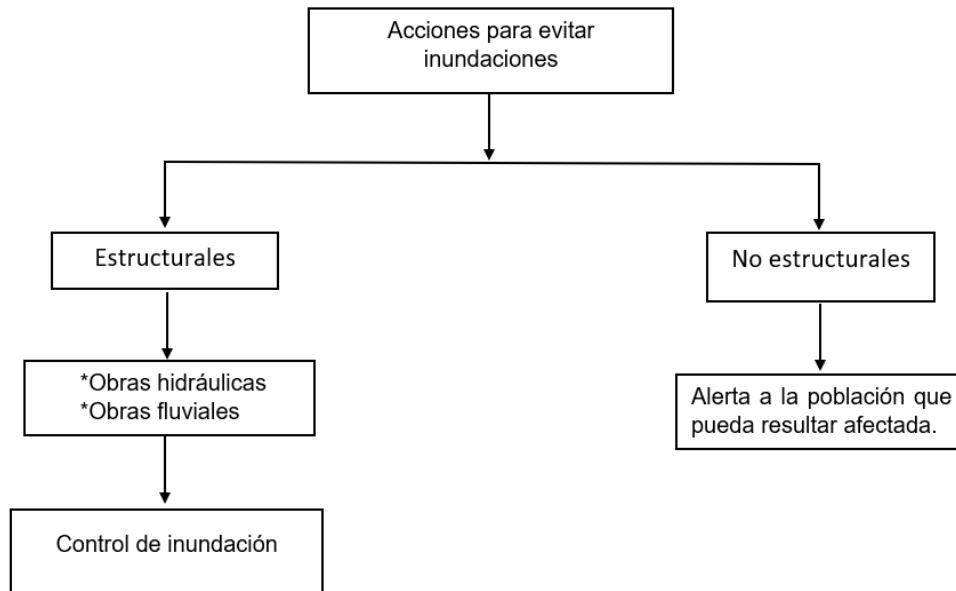 Acciones para evitar
inundaciones
Estructurales
No estructurales
*Obras hidráulicas
*Obras fluviales
Alerta a la población que
pueda resultar afectada.
Control de inundación